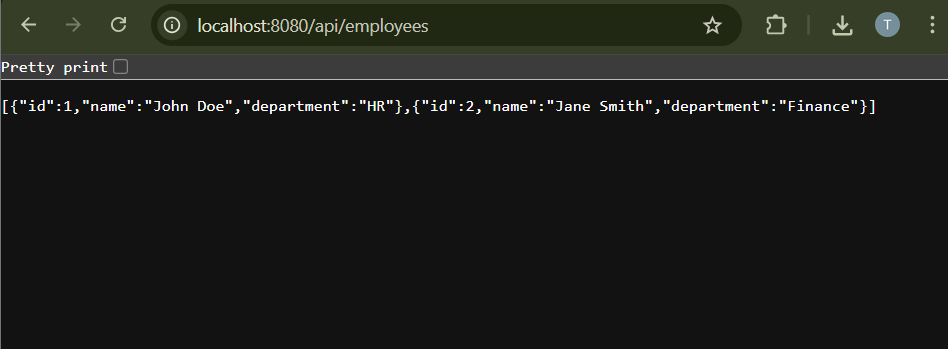 localhost:8080/api/employees
T
Pretty print
[{"id":1,"name":"John Doe","department":"HR"},{"id":2,"name":"Jane Smith","department":"Finance"}]